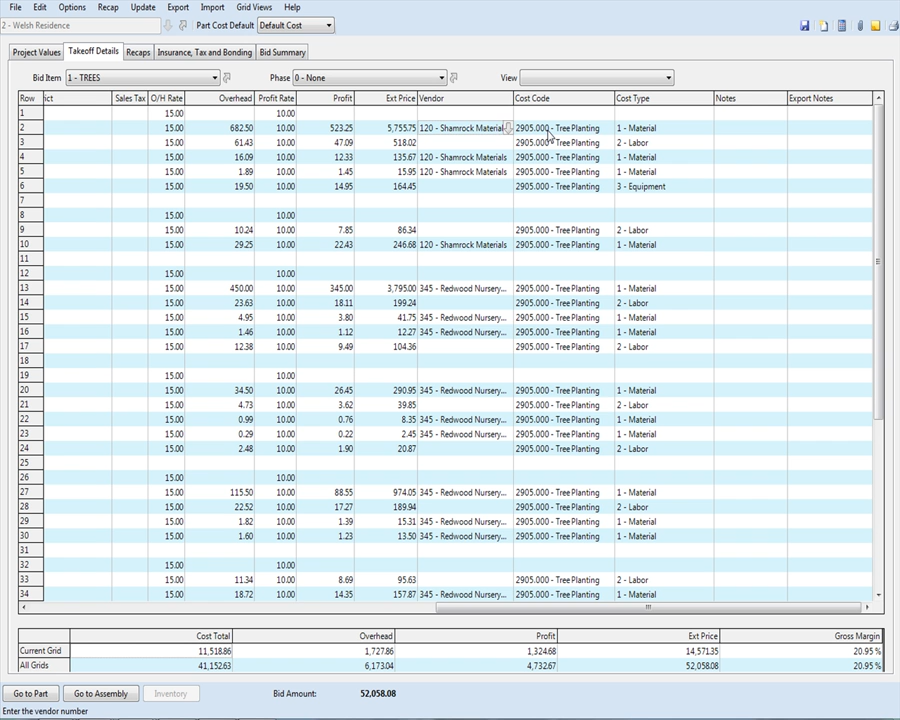 File Edit Options Recap Update Export Import Grid Views Help
2 - Welsh Residence Part Cost Default Default Cost
Project Values Takeoff Details Recaps Insurance, Tax and Bonding Bid Summary
Bid Item 1 - TREES Phase 0 - None View
Row ict Sales Tax O/H Rate Overhead Profit Rate Profit Ext Price Vendor Cost Code Cost Type Notes Export Notes
1 15.00 10.00
2 15.00 682.50 10.00 523.25 5,755.75 120 - Shamrock Material 2905.000 - Tree Planting 1 - Material
3 15.00 61.43 10.00 47.09 518.02 2905.000 - Tree Planting 2 - Labor
4 15.00 16.09 10.00 12.33 135.67 120 - Shamrock Materials 2905.000 - Tree Planting 1 - Material
5 15.00 1.89 10.00 1.45 15.95 120 - Shamrock Materials 2905.000 - Tree Planting 1 - Material
6 15.00 19.50 10.00 14.95 164.45 2905.000 - Tree Planting 3 - Equipment
7
8 15.00 10.00
9 15.00 10.24 10.00 7.85 86.34 2905.000 - Tree Planting 2 - Labor
10 15.00 29.25 10.00 22.43 246.68 120 - Shamrock Materials 2905.000 - Tree Planting 1 - Material
11
12 15.00 10.00
13 15.00 450.00 10.00 345.00 3,795.00 345 - Redwood Nursery... 2905.000 - Tree Planting 1 - Material
14 15.00 23.63 10.00 18.11 199.24 2905.000 - Tree Planting 2 - Labor
15 15.00 4.95 10.00 3.80 41.75 345 - Redwood Nursery... 2905.000 - Tree Planting 1 - Material
16 15.00 1.46 10.00 1.12 12.27 345 - Redwood Nursery... 2905.000 - Tree Planting 1 - Material
17 15.00 12.38 10.00 9.49 104.36 2905.000 - Tree Planting 2 - Labor
18
19 15.00 10.00
20 15.00 34.50 10.00 26.45 290.95 345 - Redwood Nursery... 2905.000 - Tree Planting 1 - Material
21 15.00 4.73 10.00 3.62 39.85 2905.000 - Tree Planting 2 - Labor
22 15.00 0.99 10.00 0.76 8.35 345 - Redwood Nursery... 2905.000 - Tree Planting 1 - Material
23 15.00 0.29 10.00 0.22 2.45 345 - Redwood Nursery... 2905.000 - Tree Planting 1 - Material
24 15.00 2.48 10.00 1.90 20.87 2905.000 - Tree Planting 2 - Labor
25
26 15.00 10.00
27 15.00 115.50 10.00 88.55 974.05 345 - Redwood Nursery... 2905.000 - Tree Planting 1 - Material
28 15.00 22.52 10.00 17.27 189.94 2905.000 - Tree Planting 2 - Labor
29 15.00 1.82 10.00 1.39 15.31 345 - Redwood Nursery... 2905.000 - Tree Planting 1 - Material
30 15.00 1.60 10.00 1.23 13.50 345 - Redwood Nursery... 2905.000 - Tree Planting 1 - Material
31
32 15.00 10.00
33 15.00 11.34 10.00 8.69 95.63 2905.000 - Tree Planting 2 - Labor
34 15.00 18.72 10.00 14.35 157.87 345 - Redwood Nursery... 2905.000 - Tree Planting 1 - Material
Cost Total Overhead Profit Ext Price Gross Margin
Current Grid 11,518.86 1,727.86 1,324.68 14,571.35 20.95 %
All Grids 41,152.63 6,173.04 4,732.67 52,058.08 20.95 %
Go to Part Go to Assembly Inventory Bid Amount: 52,058.08
Enter the vendor number